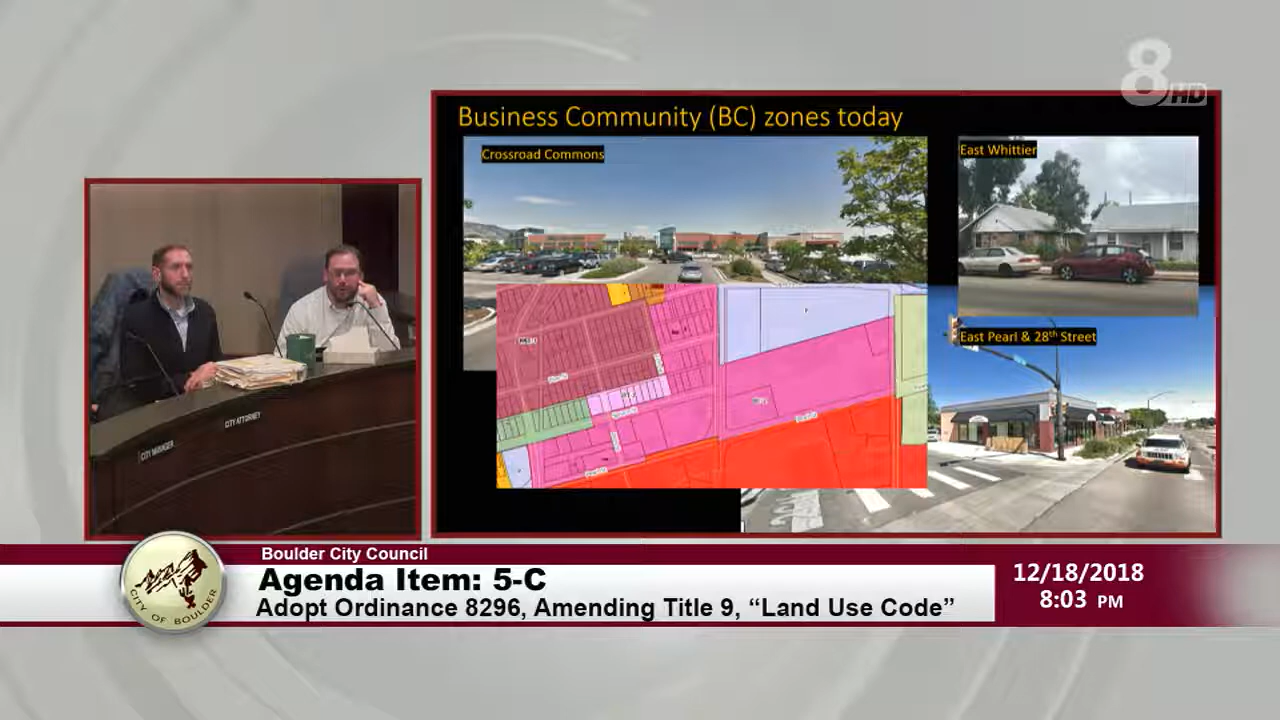 8
HD
Business Community (BC) zones today
Crossroad Commons
East Whittier
East Pearl & 28th Street
CITY MANAGER
CITY ATTORNEY
CITY OF BOULDER
Boulder City Council
Agenda Item: 5-C
Adopt Ordinance 8296, Amending Title 9, “Land Use Code”
12/18/2018
8:03 PM